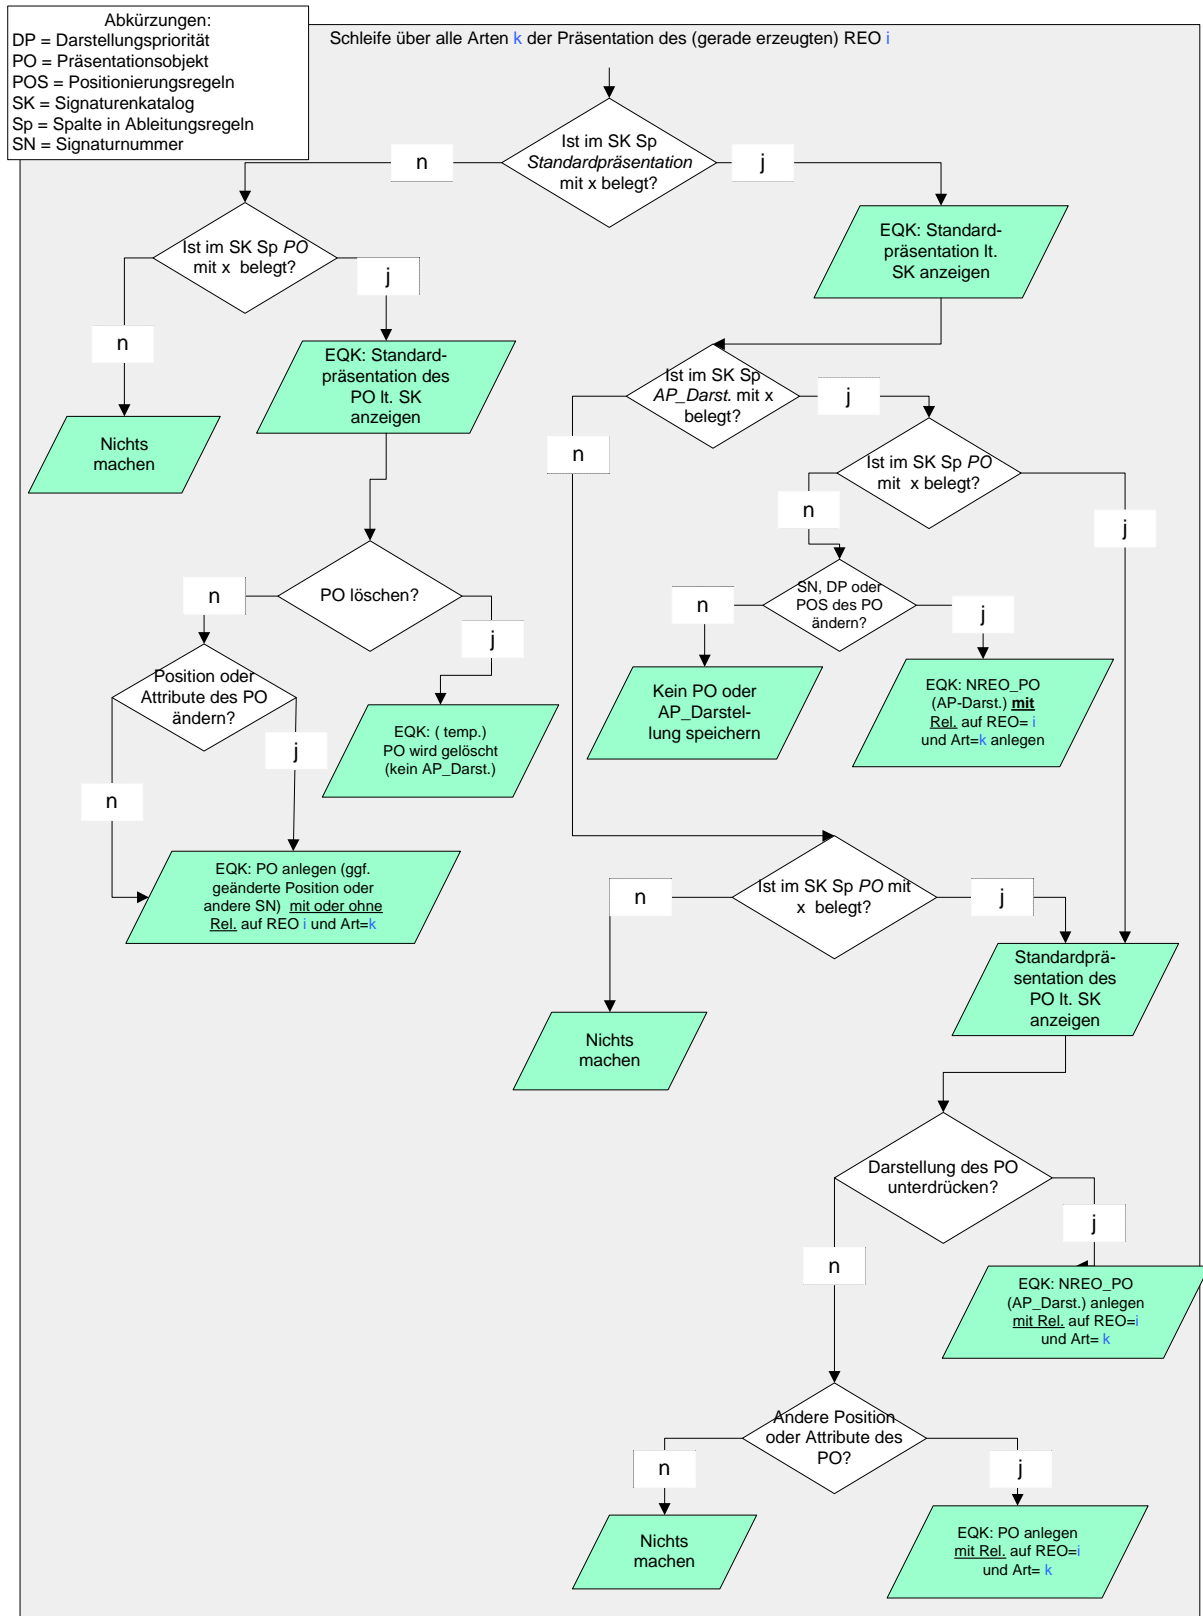 Abkürzungen:
DP = Darstellungspriorität
PO = Präsentationsobjekt
POS = Positionierungsregeln
SK = Signaturenkatalog
Sp = Spalte in Ableitungsregeln
SN = Signaturnummer
Schleife über alle Arten k der Präsentation des (gerade erzeugten) REO i
Ist im SK Sp
Standardpräsentation
mit x belegt?
n
j
Ist im SK Sp PO
mit x belegt?
n
j
EQK: Standard-
präsentation lt.
SK anzeigen
Nichts
machen
EQK: Standard-
präsentation des
PO lt. SK
anzeigen
Ist im SK Sp
AP_Darst. mit x
belegt?
n
j
Ist im SK Sp PO
mit x belegt?
n
j
PO löschen?
n
j
SN, DP oder
POS des PO
ändern?
n
j
Position oder
Attribute des PO
ändern?
n
j
EQK: ( temp.)
PO wird gelöscht
(kein AP_Darst.)
Kein PO oder
AP_Darstel-
lung speichern
EQK: NREO_PO
(AP-Darst.) mit
Rel. auf REO= i
und Art=k anlegen
EQK: PO anlegen (ggf.
geänderte Position oder
andere SN) mit oder ohne
Rel. auf REO i und Art=k
Ist im SK Sp PO mit
x belegt?
n
j
Nichts
machen
Standardprä-
sentation des
PO lt. SK
anzeigen
Darstellung des PO
unterdrücken?
n
j
EQK: NREO_PO
(AP_Darst.) anlegen
mit Rel. auf REO=i
und Art= k
Andere Position
oder Attribute des
PO?
n
j
Nichts
machen
EQK: PO anlegen
mit Rel. auf REO=i
und Art= k